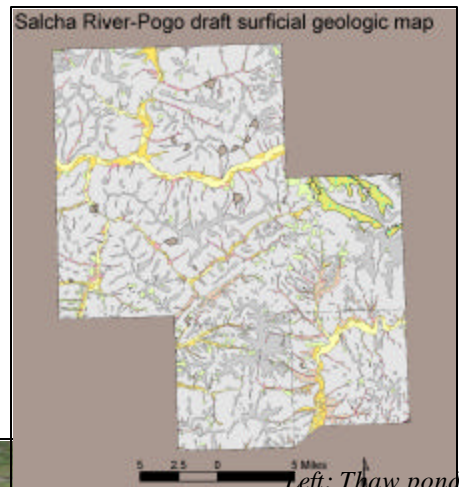 Salcha River-Pogo draft surficial geologic map
5 2.5 0 5 Miles
Left: Thaw pond